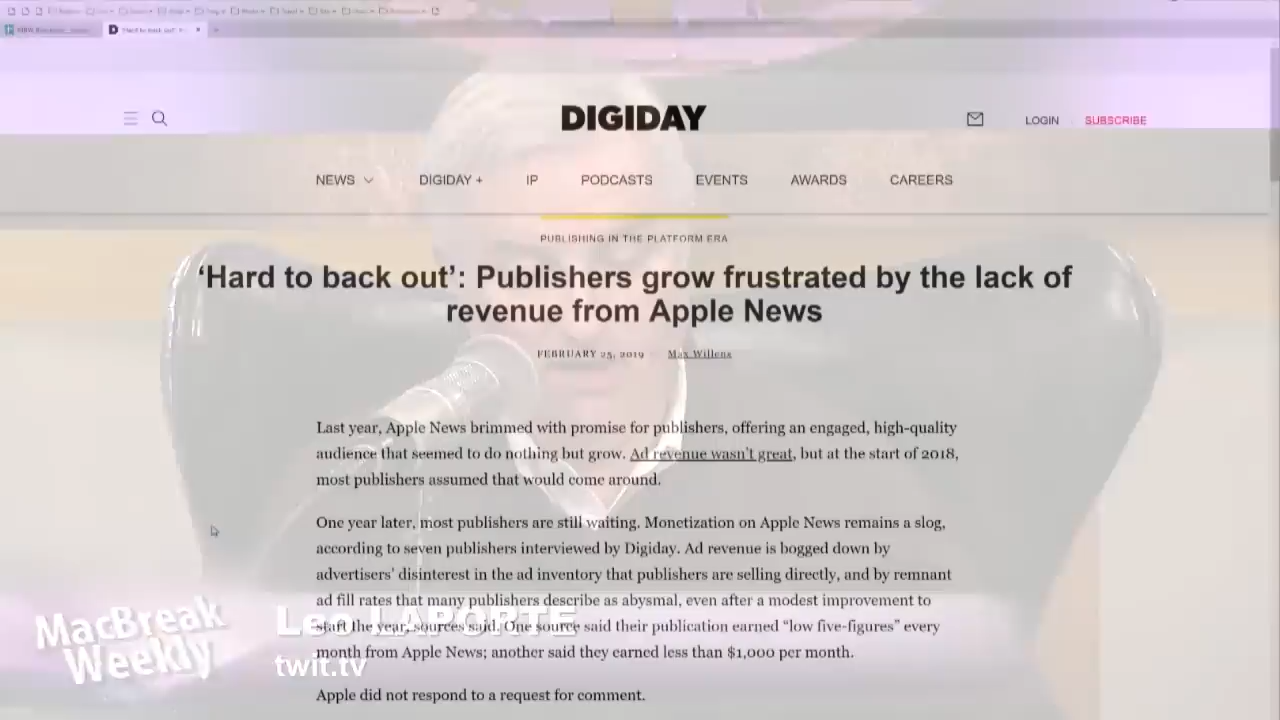 'Hard to back out':
DIGIDAY
LOGIN
SUBSCRIBE
NEWS
DIGIDAY +
IP
PODCASTS
EVENTS
AWARDS
CAREERS
PUBLISHING IN THE PLATFORM ERA
‘Hard to back out’: Publishers grow frustrated by the lack of
revenue from Apple News
FEBRUARY 25, 2019
Max Willens
Last year, Apple News brimmed with promise for publishers, offering an engaged, high-quality
audience that seemed to do nothing but grow. Ad revenue wasn’t great, but at the start of 2018,
most publishers assumed that would come around.
One year later, most publishers are still waiting. Monetization on Apple News remains a slog,
according to seven publishers interviewed by Digiday. Ad revenue is bogged down by
advertisers’ disinterest in the ad inventory that publishers are selling directly, and by remnant
ad fill rates that many publishers describe as abysmal, even after a modest improvement to
start the year, sources said. One source said their publication earned “low five-figures” every
month from Apple News; another said they earned less than $1,000 per month.
Apple did not respond to a request for comment.
MacBreak
Weekly
Leo LAPORTE
twit.tv